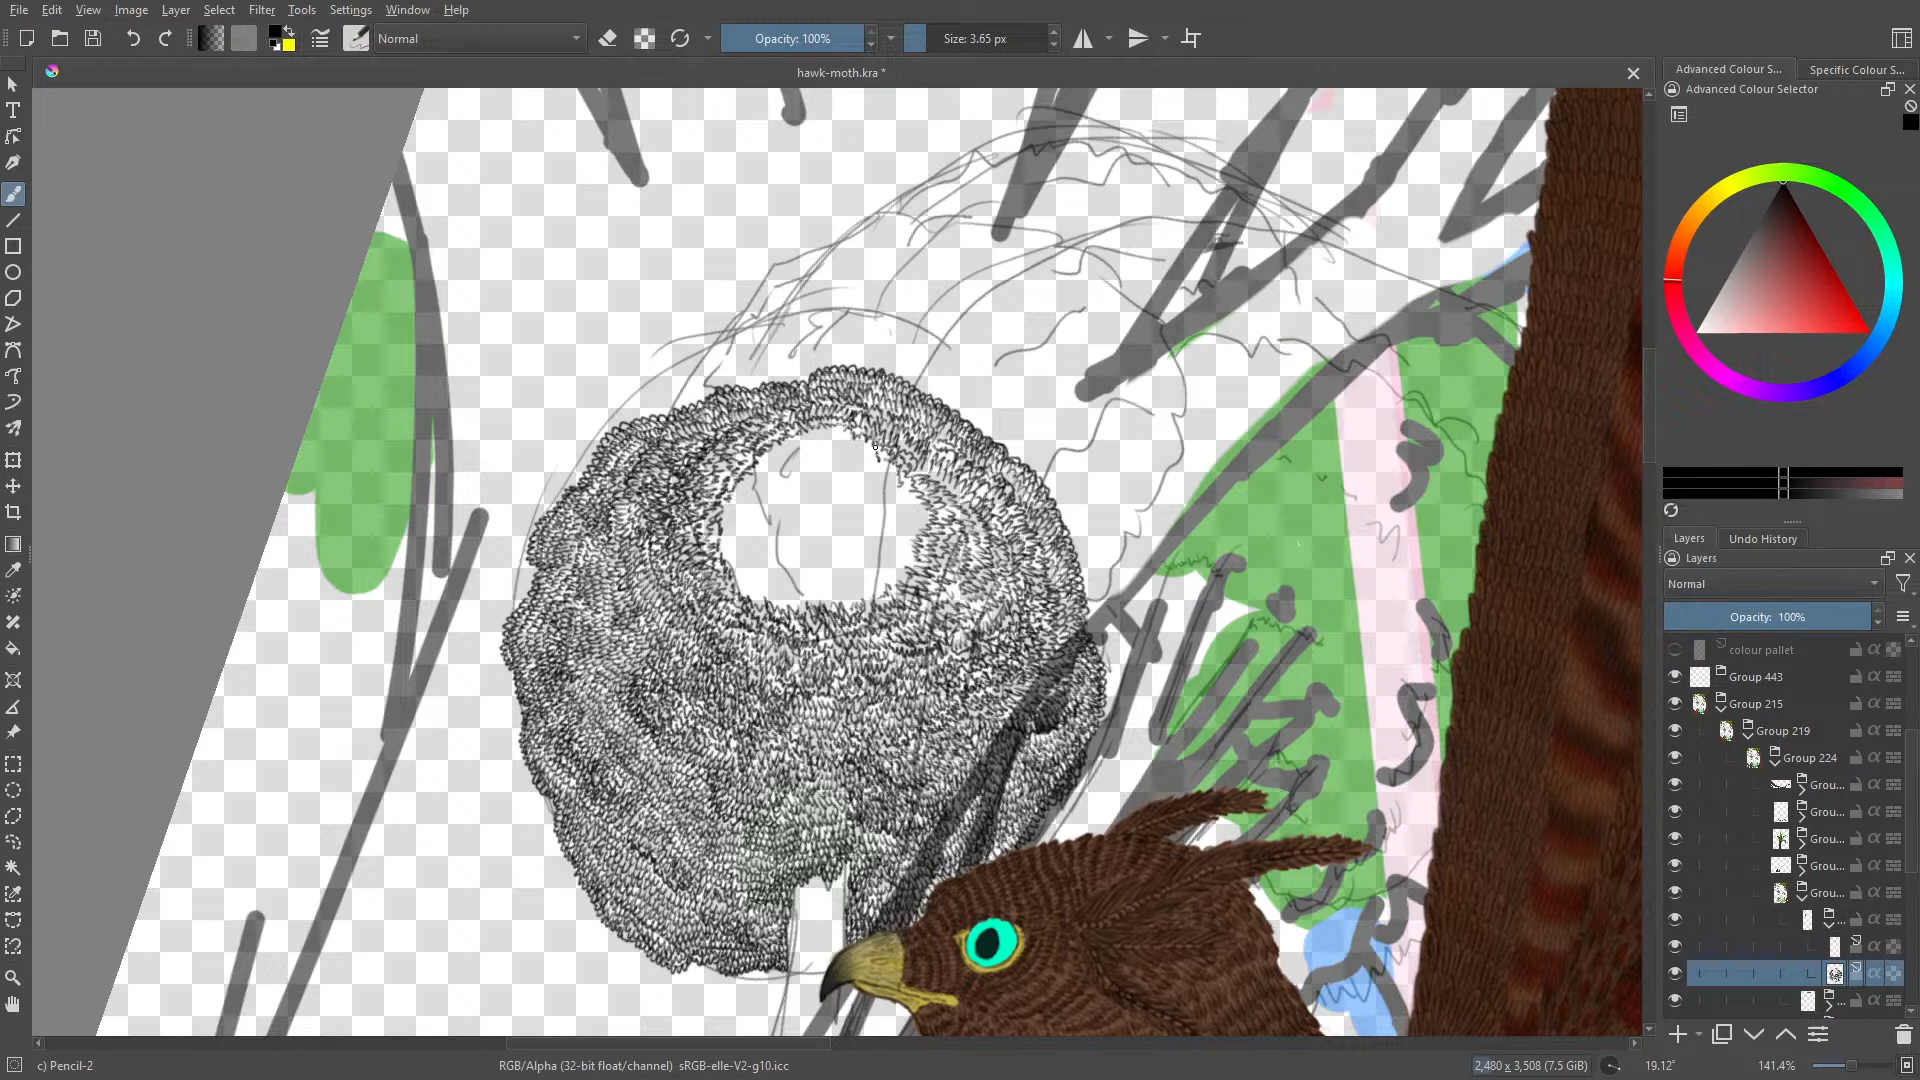 File Edit View Image Layer Select Filter Tools Settings Window Help
Normal Opacity: 100% Size: 3.65 px
hawk-moth.kra *
Advanced Colour S... Specific Colour S...
Advanced Colour Selector
Layers Undo History
Layers
Normal
Opacity: 100%
colour pallet
Group 443
Group 215
Group 219
Group 224
Grou...
Grou...
Grou...
Grou...
Grou...
...
...
c) Pencil-2 RGB/Alpha (32-bit float/channel) sRGB-elle-V2-g10.icc 2,480 x 3,508 (7.5 GiB) 19.12° 141.4%